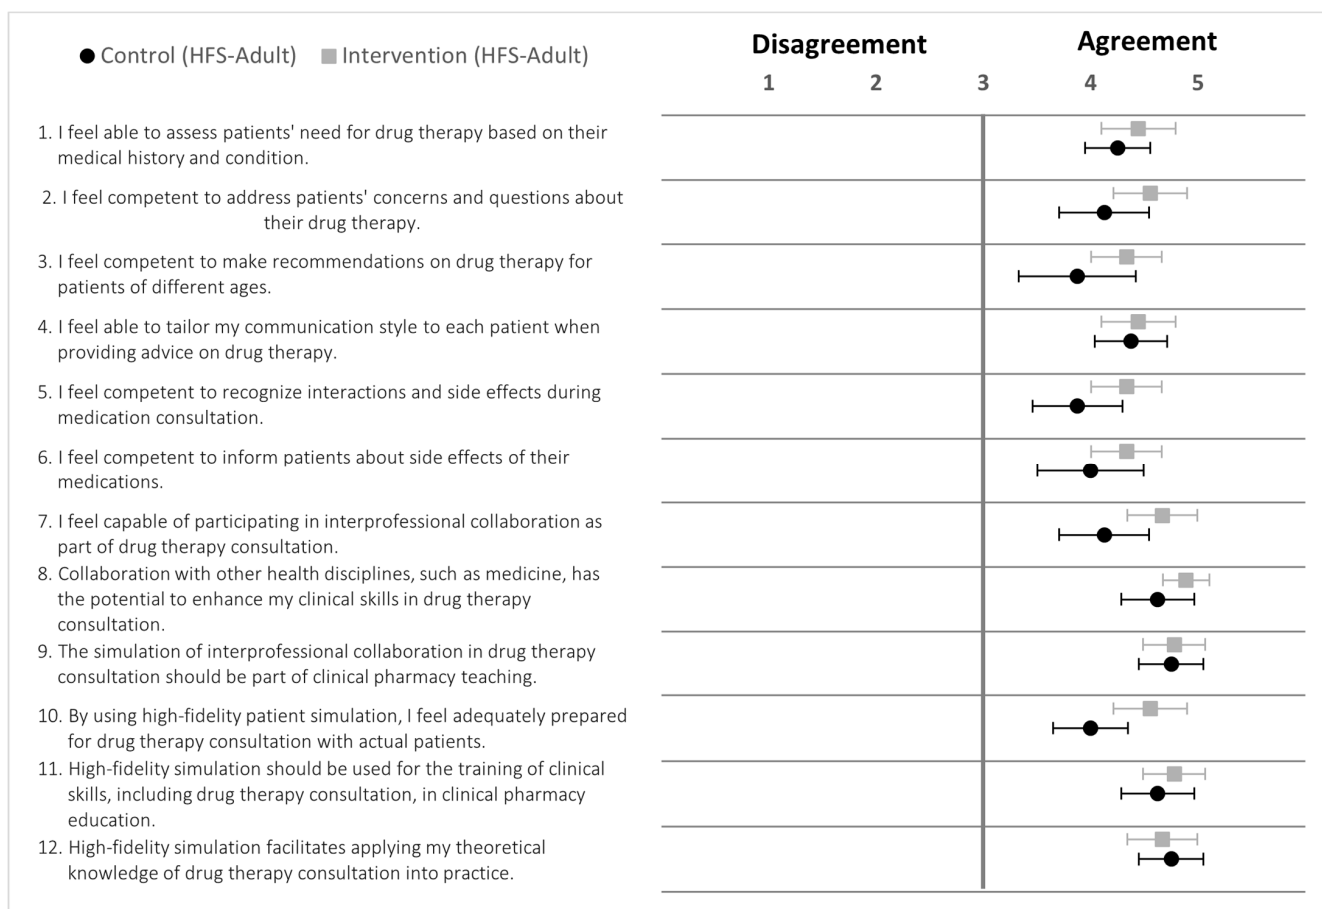 Control (HFS-Adult) Intervention (HFS-Adult)
Disagreement Agreement
1 2 3 4 5
1. I feel able to assess patients' need for drug therapy based on their
medical history and condition.
2. I feel competent to address patients' concerns and questions about
their drug therapy.
3. I feel competent to make recommendations on drug therapy for
patients of different ages.
4. I feel able to tailor my communication style to each patient when
providing advice on drug therapy.
5. I feel competent to recognize interactions and side effects during
medication consultation.
6. I feel competent to inform patients about side effects of their
medications.
7. I feel capable of participating in interprofessional collaboration as
part of drug therapy consultation.
8. Collaboration with other health disciplines, such as medicine, has
the potential to enhance my clinical skills in drug therapy
consultation.
9. The simulation of interprofessional collaboration in drug therapy
consultation should be part of clinical pharmacy teaching.
10. By using high-fidelity patient simulation, I feel adequately prepared
for drug therapy consultation with actual patients.
11. High-fidelity simulation should be used for the training of clinical
skills, including drug therapy consultation, in clinical pharmacy
education.
12. High-fidelity simulation facilitates applying my theoretical
knowledge of drug therapy consultation into practice.